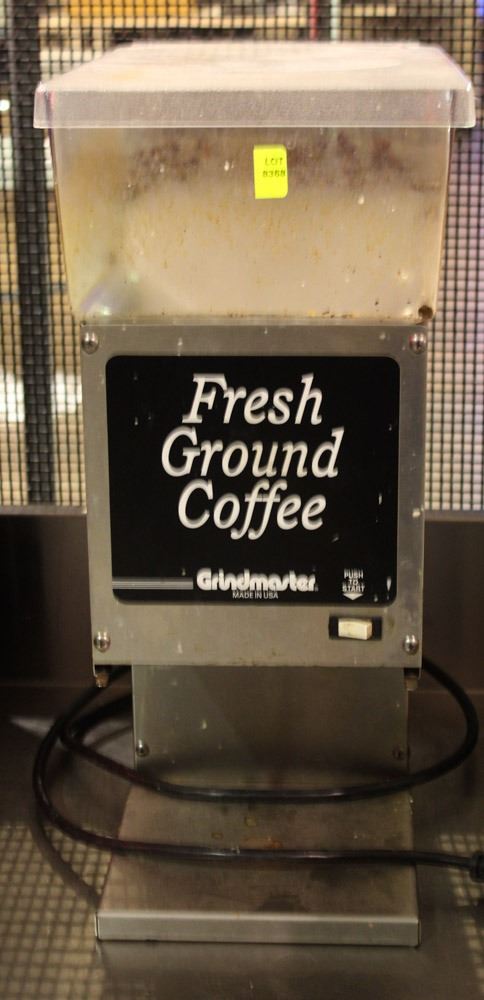 LOT
8368
Fresh
Ground
Coffee
Grindmaster
MADE IN USA
PUSH
TO
START